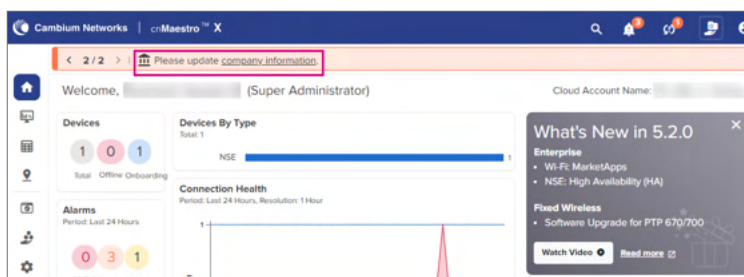 Cambium Networks | cnMaestro™ X
3
9
< 2/2 > Please update company information.
Welcome, (Super Administrator)
Cloud Account Name:
Devices
1 0 1
Total Offline Onboarding
Devices By Type
Total: 1
NSE 1
Connection Health
Period: Last 24 Hours, Resolution: 1 Hour
1
Alarms
Period: Last 24 Hours
0 3 1
What's New in 5.2.0
Enterprise
• Wi-Fi: MarketApps
• NSE: High Availability (HA)
Fixed Wireless
• Software Upgrade for PTP 670/700
Watch Video
Read more